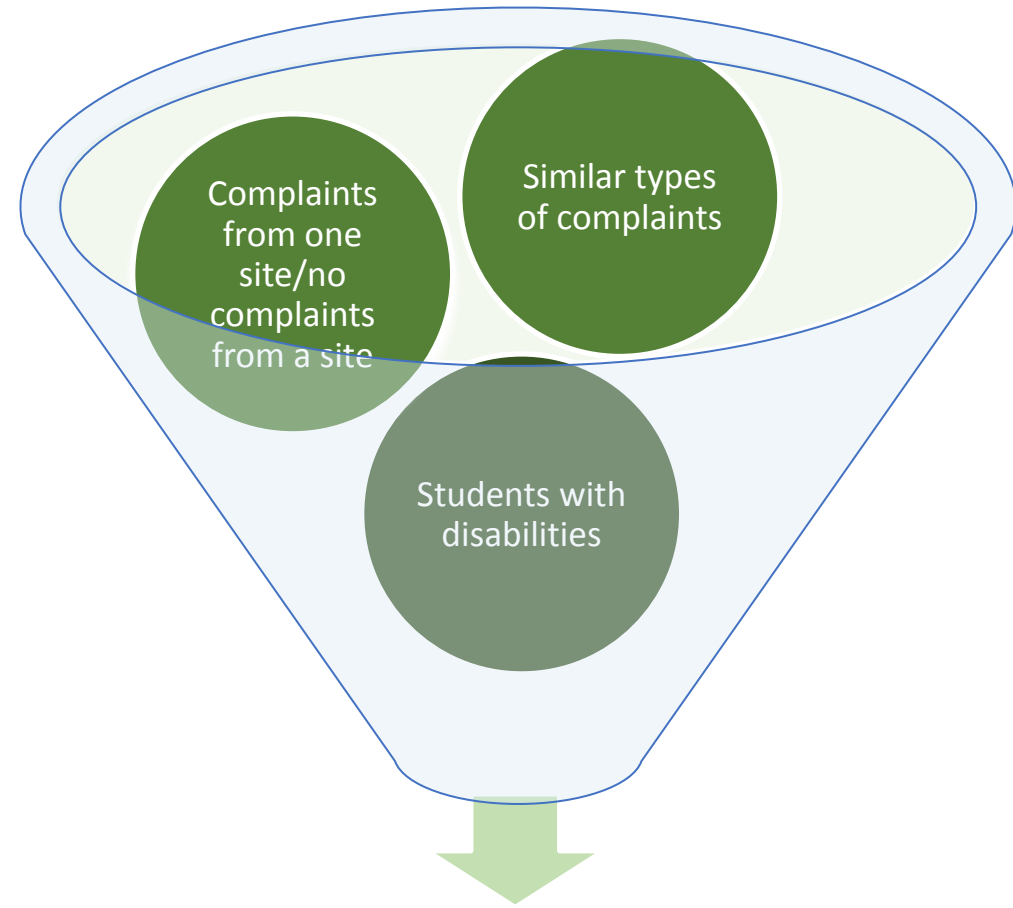 Complaints
from one
site/no
complaints
from a site
Similar types
of complaints
Students with
disabilities